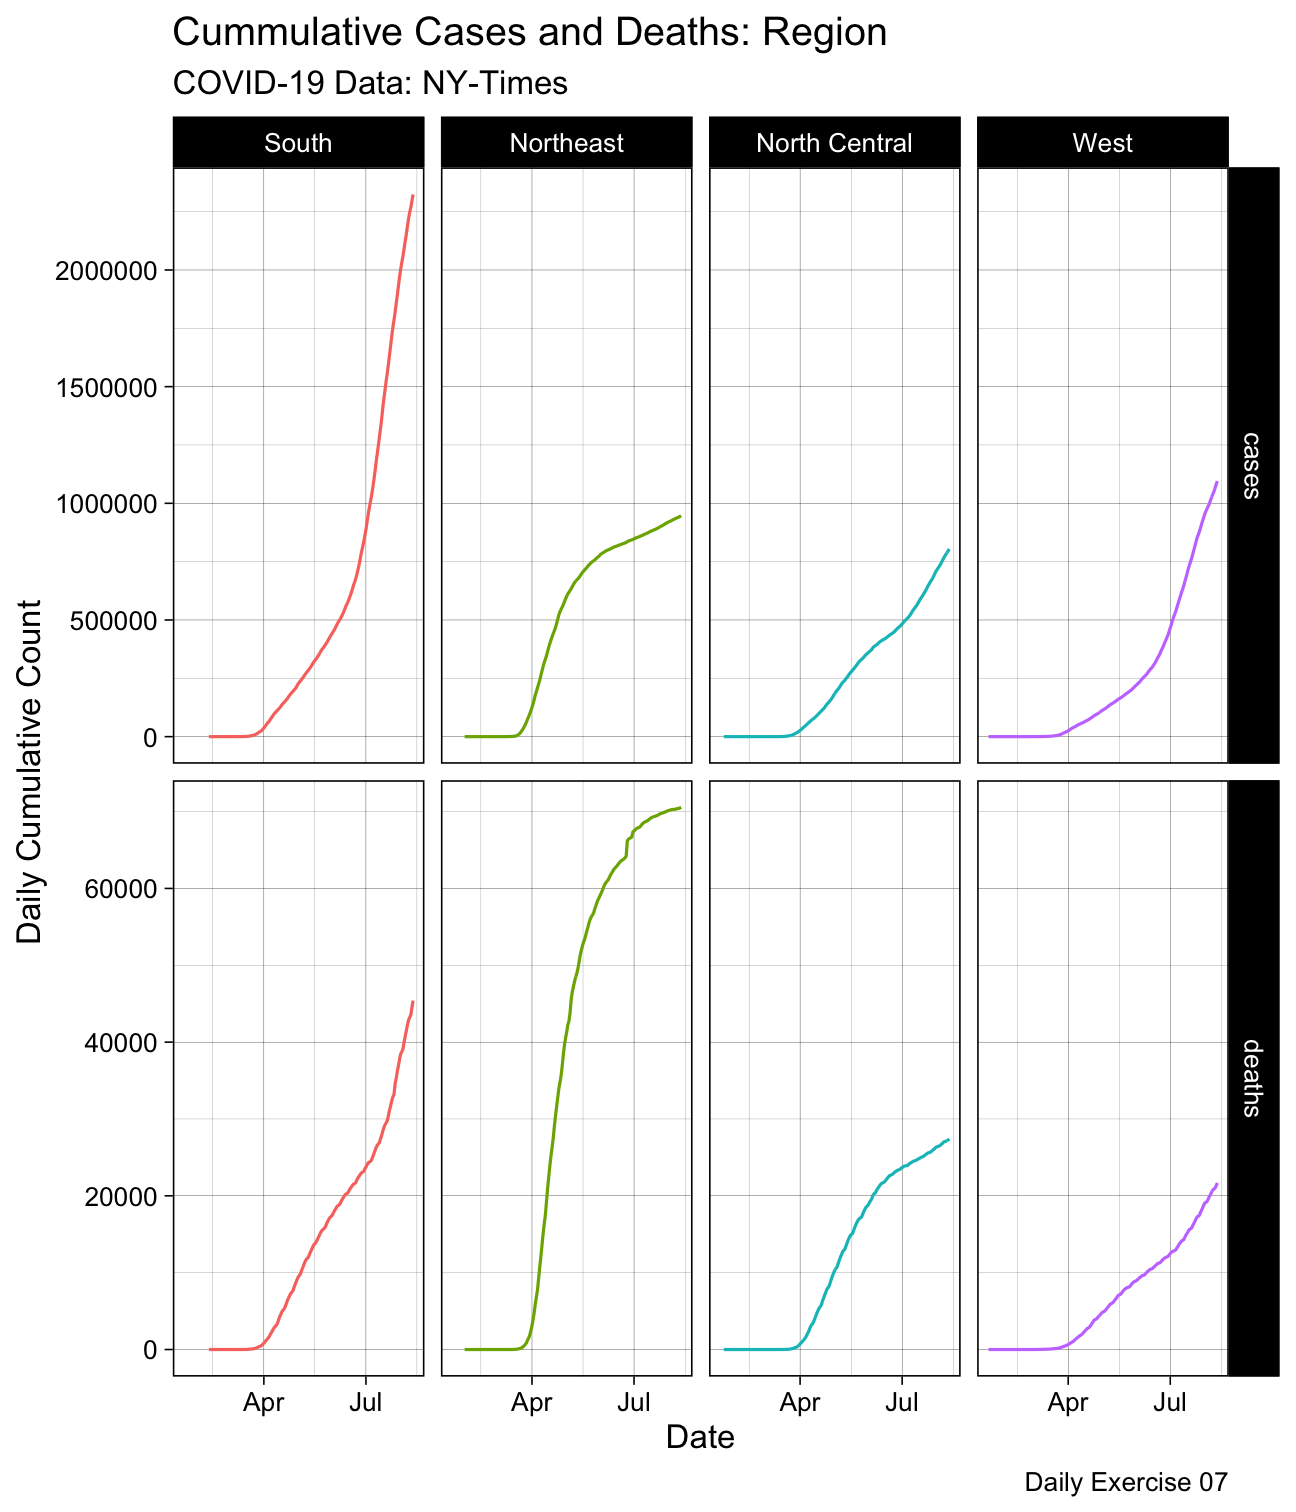 Cummulative Cases and Deaths: Region
COVID-19 Data: NY-Times
South
Northeast
North Central
West
2000000
1500000
1000000
500000
0
cases
Daily Cumulative Count
60000
40000
20000
0
deaths
Apr
Jul
Apr
Jul
Apr
Jul
Apr
Jul
Date
Daily Exercise 07